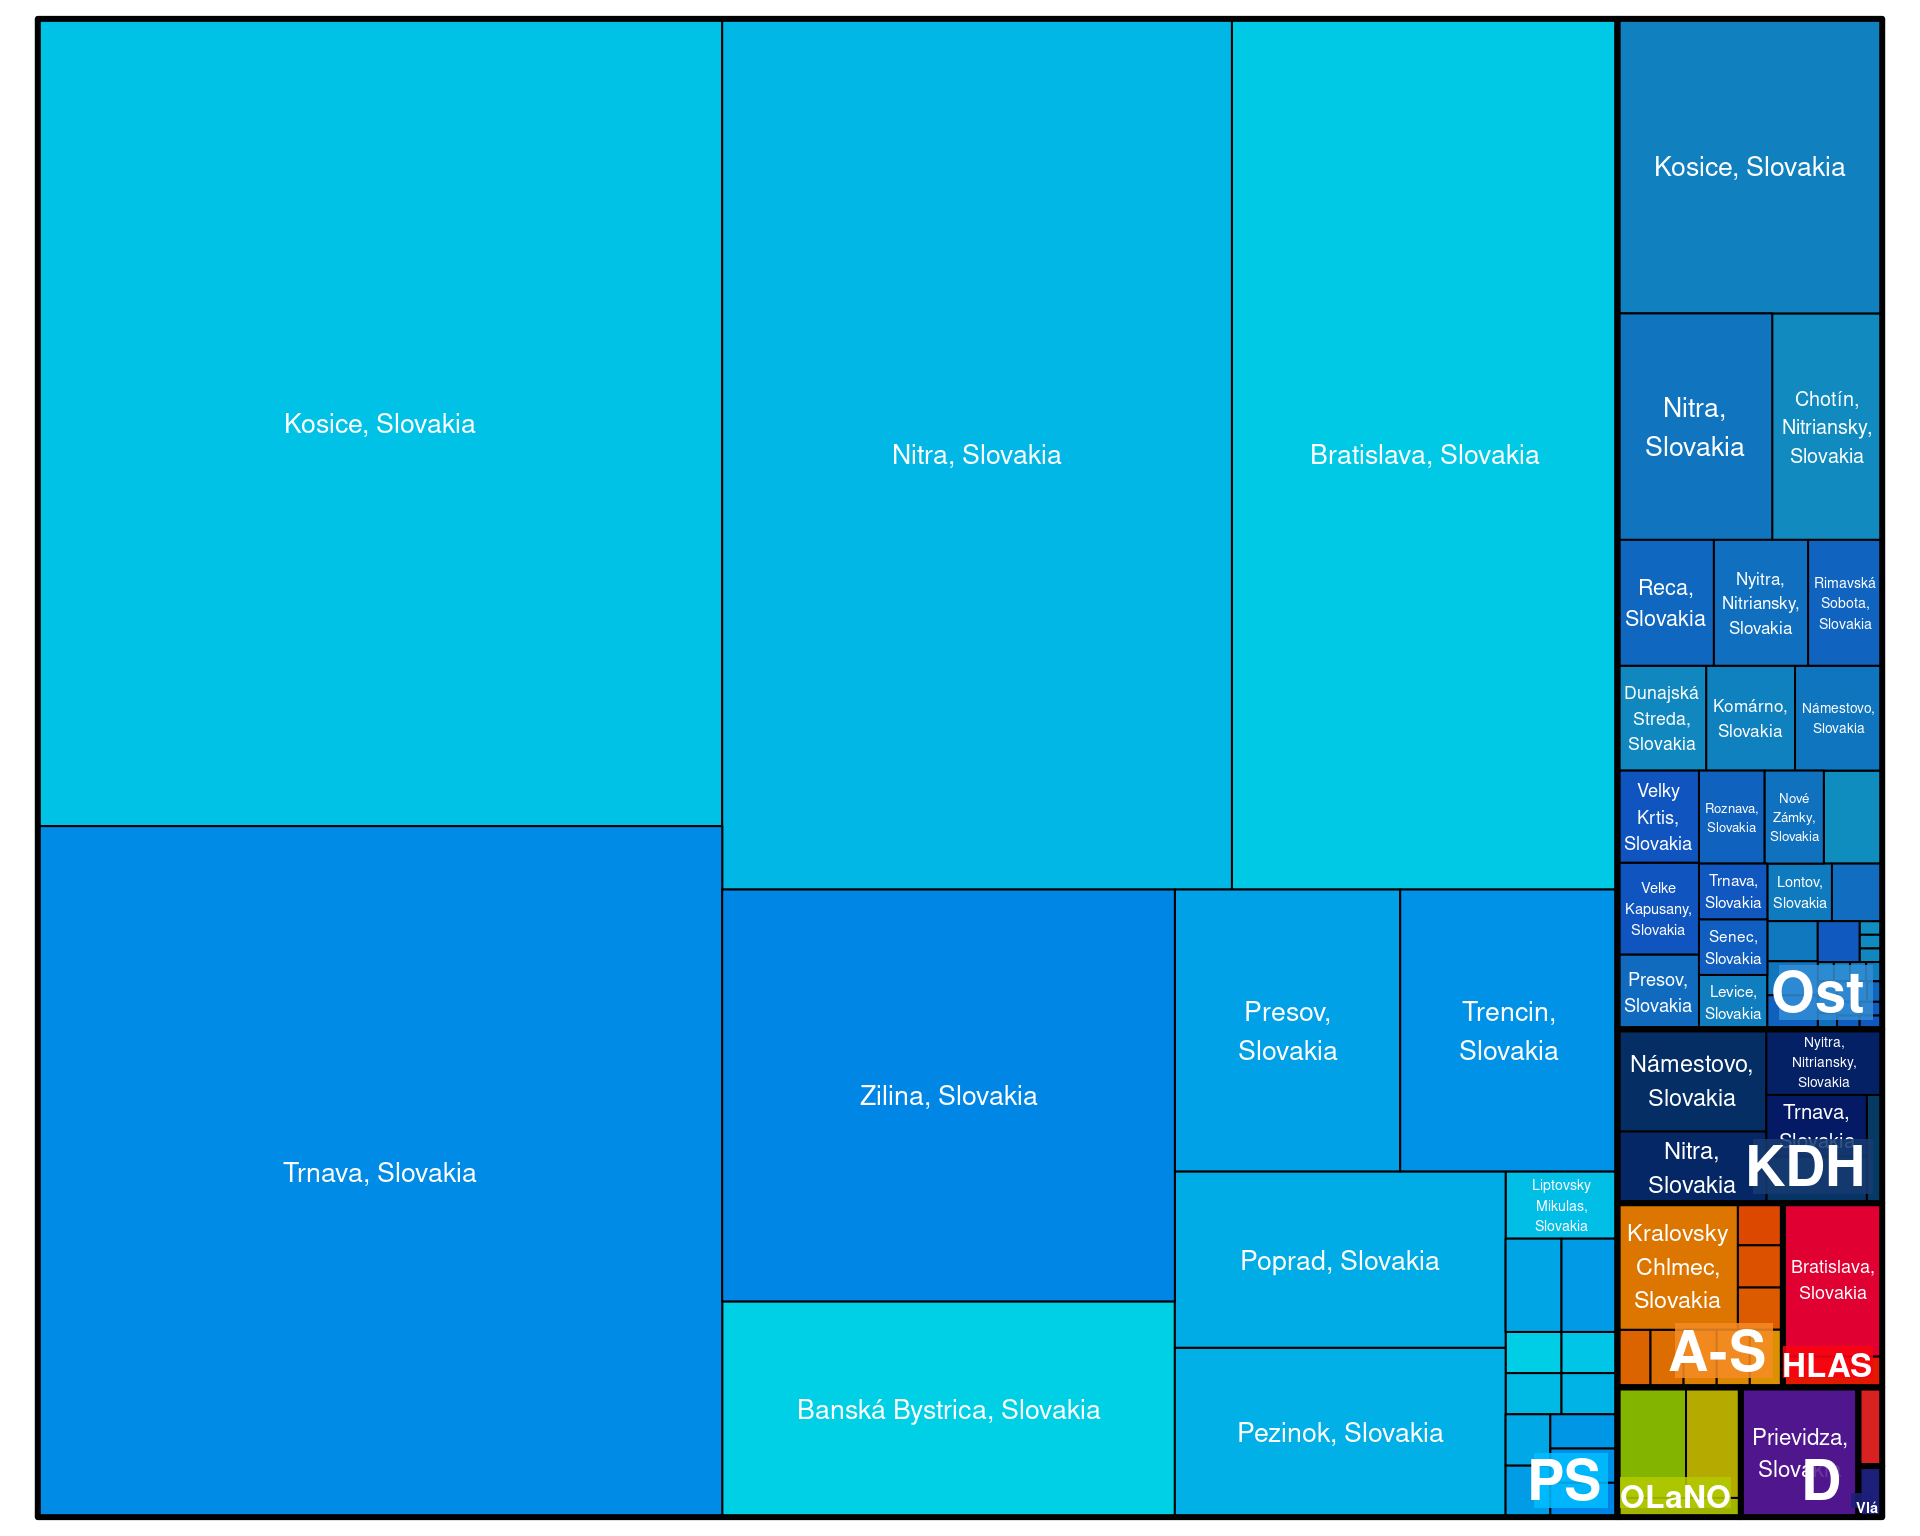 Kosice, Slovakia
Trnava, Slovakia
Nitra, Slovakia
Bratislava, Slovakia
Zilina, Slovakia
Banská Bystrica, Slovakia
Presov,
Slovakia
Trencin,
Slovakia
Poprad, Slovakia
Pezinok, Slovakia
Liptovsky
Mikulas,
Slovakia
PS
Kosice, Slovakia
Nitra,
Slovakia
Chotín,
Nitriansky,
Slovakia
Reca,
Slovakia
Nyitra,
Nitriansky,
Slovakia
Rimavská
Sobota,
Slovakia
Dunajská
Streda,
Slovakia
Komárno,
Slovakia
Námestovo,
Slovakia
Velky
Krtis,
Slovakia
Roznava,
Slovakia
Nové
Zámky,
Slovakia
Velke
Kapusany,
Slovakia
Trnava,
Slovakia
Lontov,
Slovakia
Senec,
Slovakia
Presov,
Slovakia
Levice,
Slovakia
Ost
Námestovo,
Slovakia
Nyitra,
Nitriansky,
Slovakia
Trnava,
Slovakia
Nitra,
Slovakia
KDH
Kralovsky
Chlmec,
Slovakia
A-S
Bratislava,
Slovakia
HLAS
OLaNO
Prievidza,
Slovakia
D
Vlá